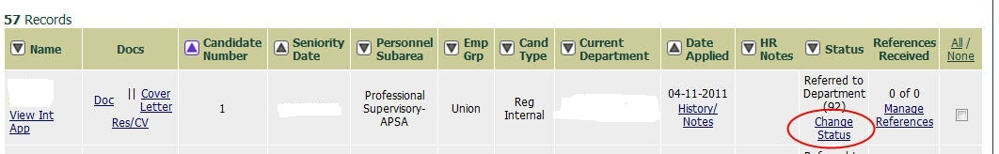 57 Records
Name
Docs
Candidate Number
Seniority Date
Personnel Subarea
Emp Grp
Cand Type
Current Department
Date Applied
HR Notes
Status
References Received
All / None
View Int App
Doc || Cover Letter
Res/CV
1
Professional Supervisory- APSA
Union
Reg Internal
04-11-2011
History/ Notes
Referred to Department (92)
Change Status
0 of 0
Manage References